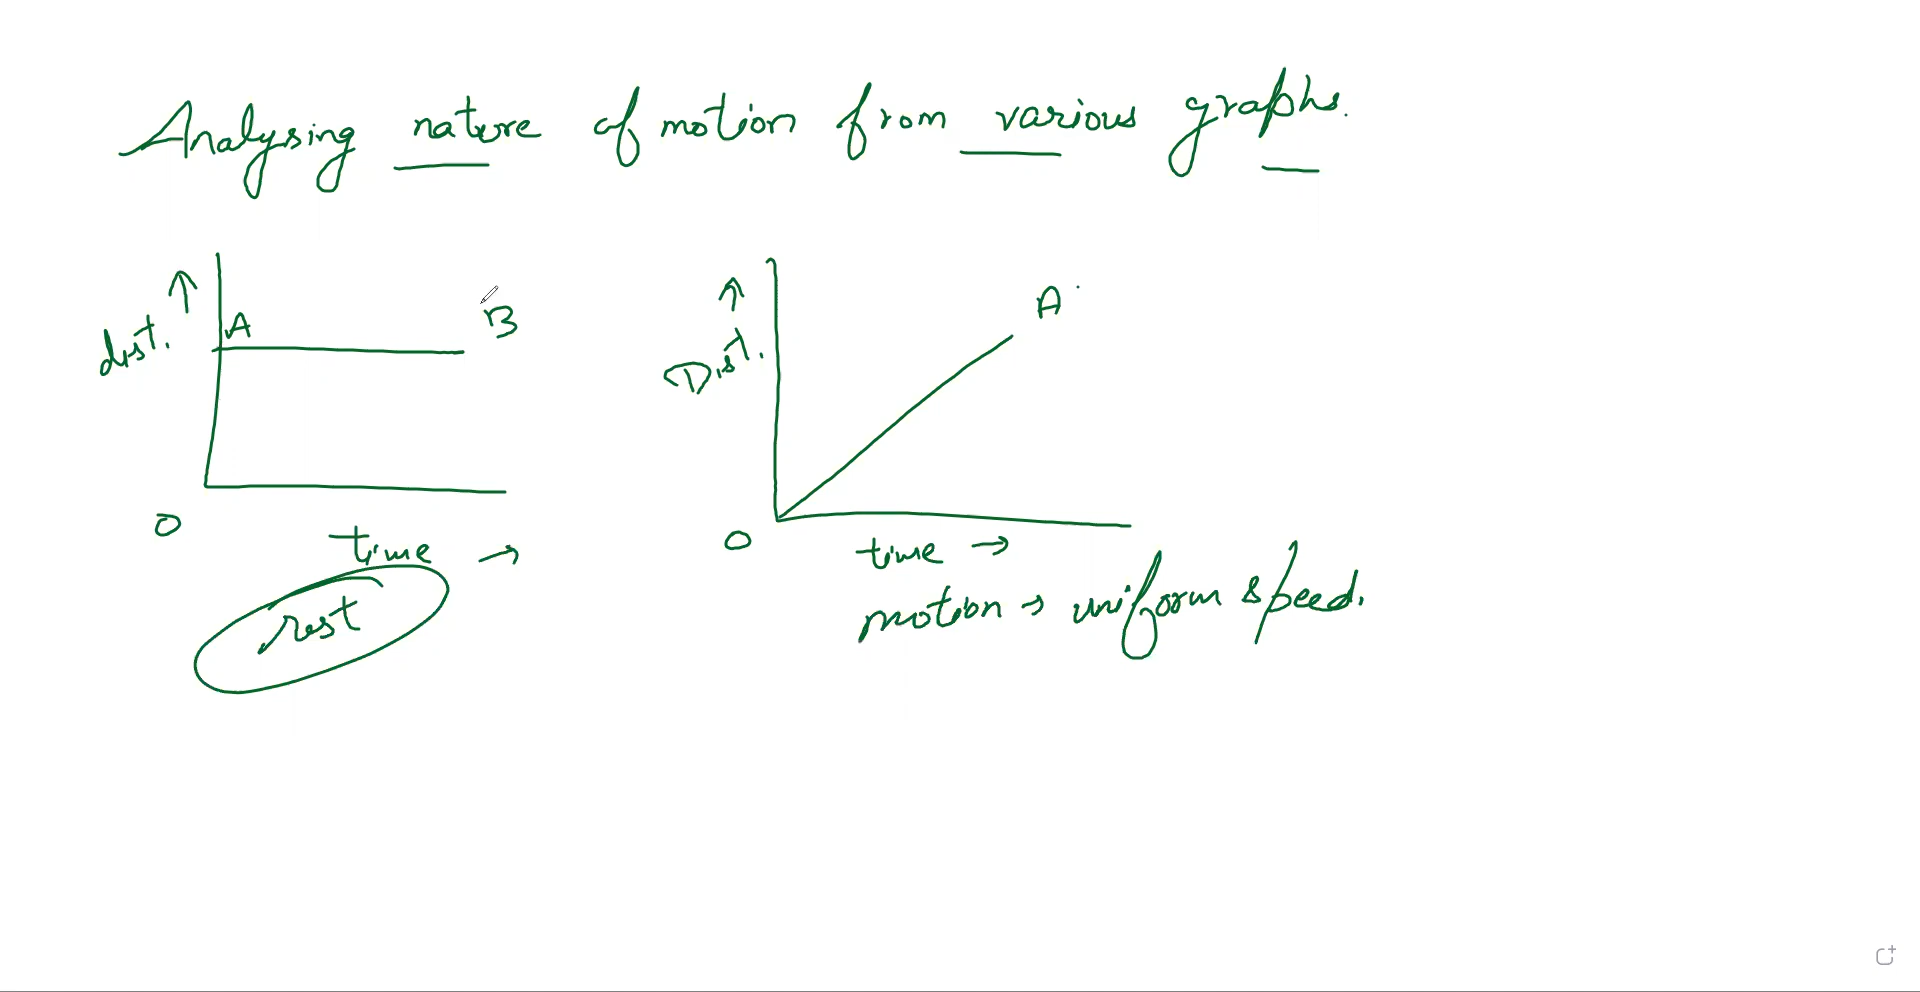 Analysing nature of motion from various graphs.
↑
dist.
A
B
O
time →
rest
↑
Dist.
A
O
time →
motion → uniform speed.